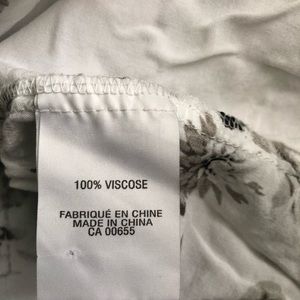 100% VISCOSE
FABRIQUÉ EN CHINE
MADE IN CHINA
CA 00655